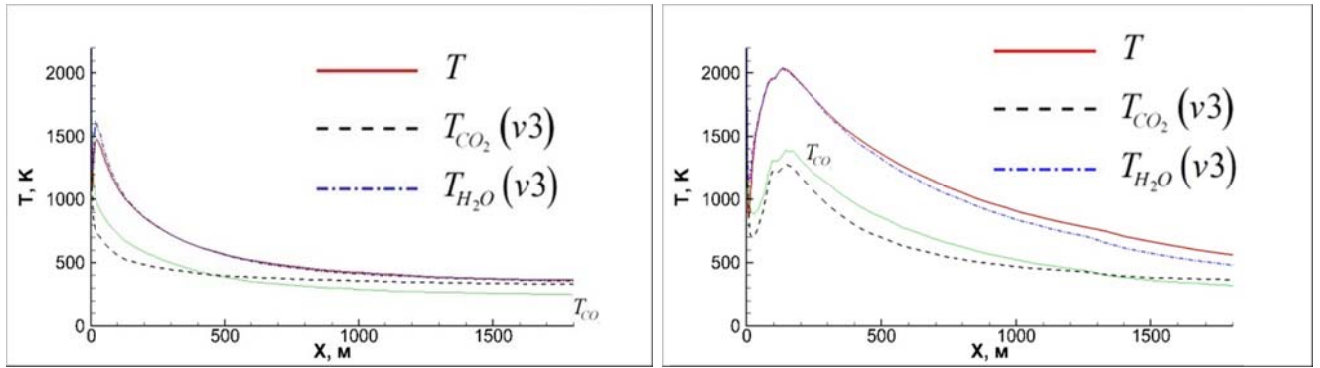 2000
1500
1000
500
0
T, K
0 500 1000 1500
X, м
T
T_{CO_2} (v3)
T_{H_2O} (v3)
T_{CO}
2000
1500
1000
500
0
T, K
0 500 1000 1500
X, м
T
T_{CO_2} (v3)
T_{H_2O} (v3)
T_{CO}